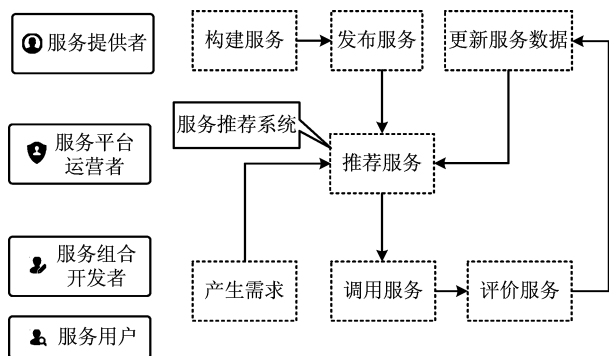 服务提供者
构建服务
发布服务
更新服务数据
服务推荐系统
服务平台
运营者
推荐服务
服务组合
开发者
产生需求
调用服务
评价服务
服务用户